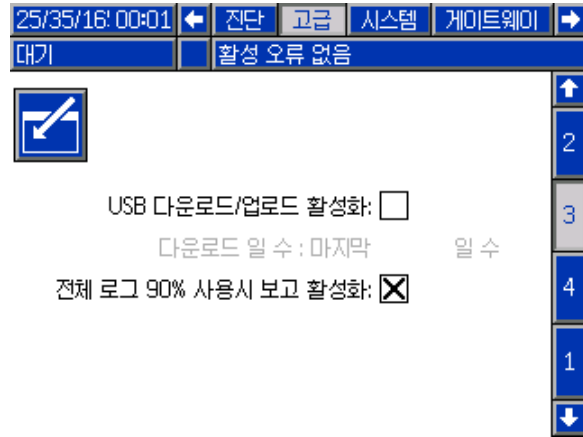 25/35/16! 00:01 진단 고급 시스템 게이트웨이
대기 활성 오류 없음
2
USB 다운로드/업로드 활성화:
3
다운로드 일 수 : 마지막 일 수
전체 로그 90% 사용시 보고 활성화:
4
1